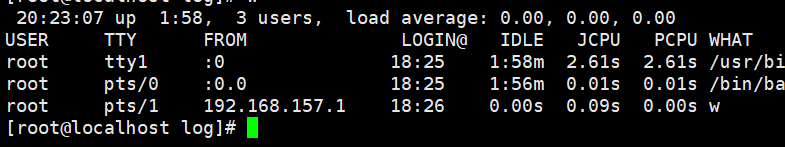 20:23:07 up  1:58,  3 users,  load average: 0.00, 0.00, 0.00
USER     TTY      FROM              LOGIN@   IDLE   JCPU   PCPU WHAT
root     tty1     :0               18:25    1:58m  2.61s  2.61s /usr/bi
root     pts/0    :0.0             18:25    1:56m  0.01s  0.01s /bin/ba
root     pts/1    192.168.157.1    18:26    0.00s  0.09s  0.00s w
[root@localhost log]#